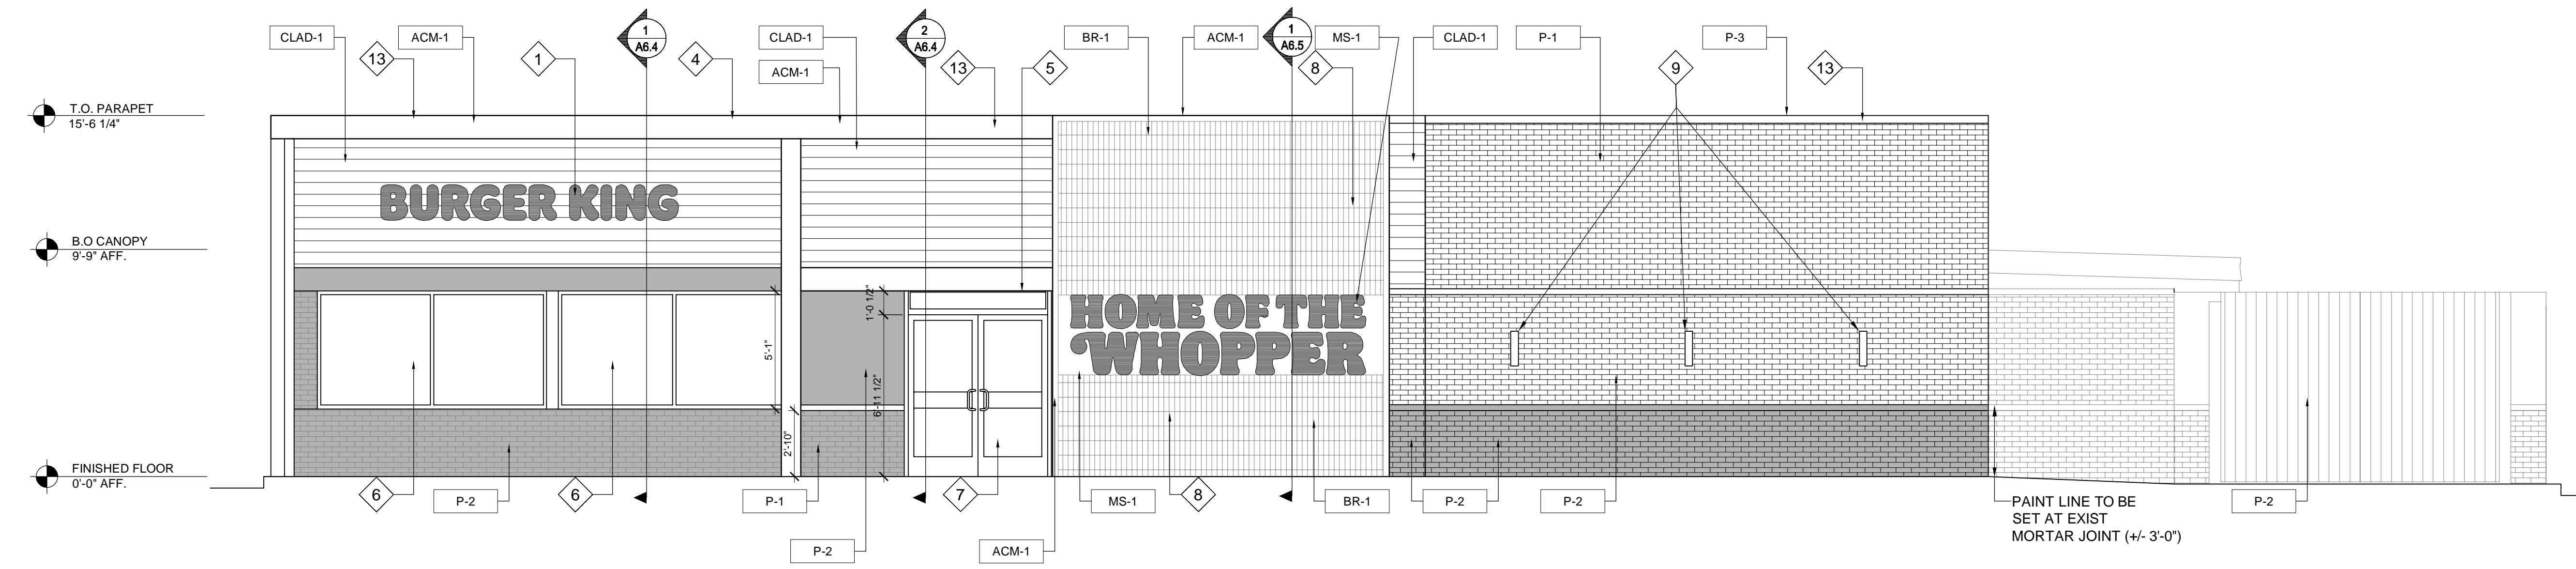 CLAD-1
ACM-1
1
A6.4
CLAD-1
2
A6.4
BR-1
ACM-1
1
A6.5
MS-1
CLAD-1
P-1
P-3
13
1
4
ACM-1
13
5
8
9
13
T.O. PARAPET
15'-6 1/4"
BURGER KING
B.O CANOPY
9'-9" AFF.
1'-0 1/2"
5'-1"
6'-11 1/2"
2'-10"
HOME OF THE
WHOPPER
FINISHED FLOOR
0'-0" AFF.
6
P-2
6
P-1
7
MS-1
8
BR-1
P-2
P-2
PAINT LINE TO BE
SET AT EXIST
MORTAR JOINT (+/- 3'-0")
P-2
P-2
ACM-1